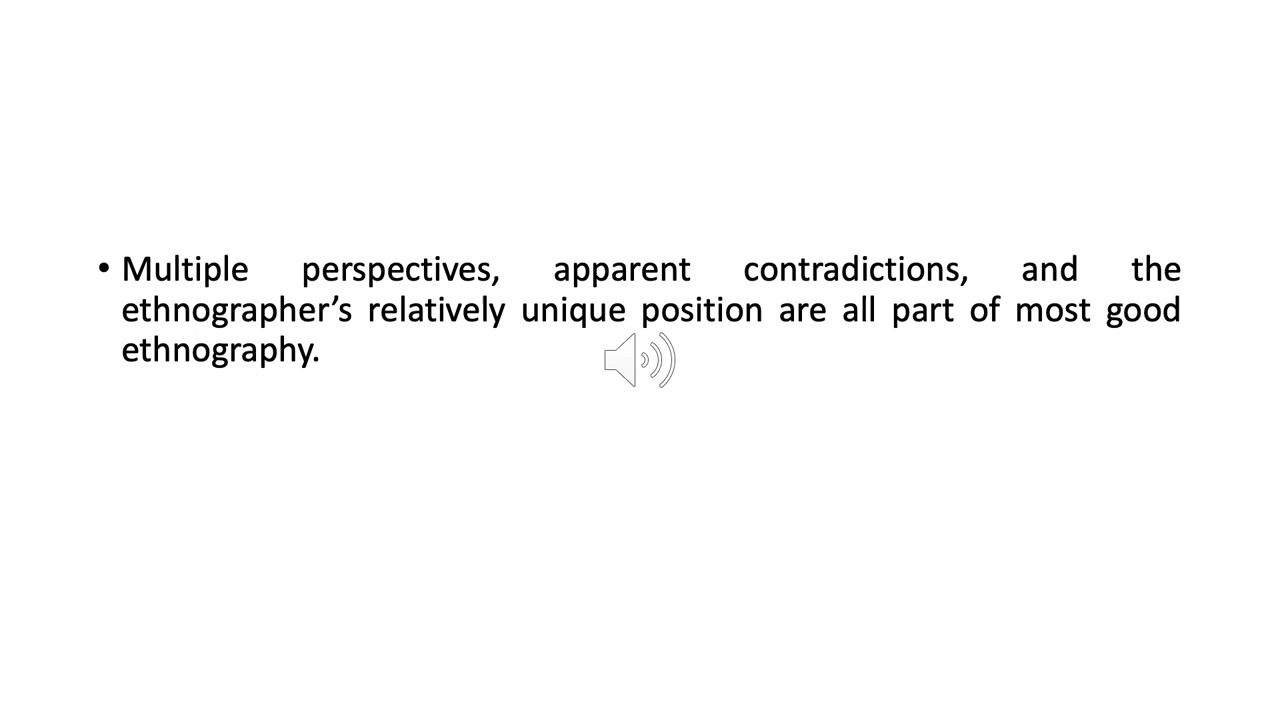 • Multiple perspectives, apparent contradictions, and the
ethnographer’s relatively unique position are all part of most good
ethnography.